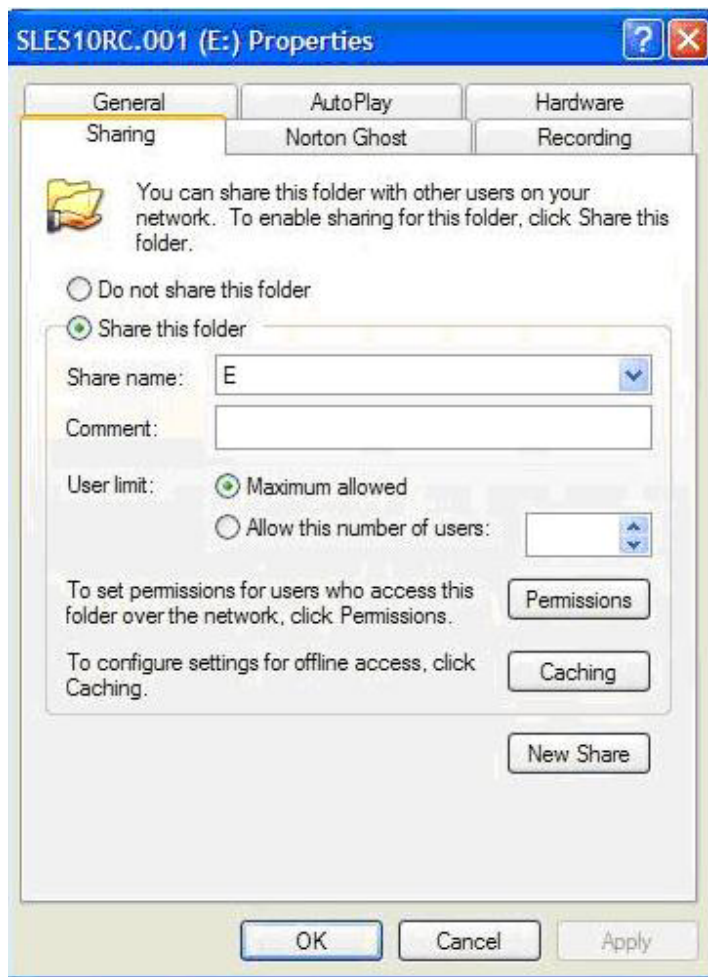 SLES10RC.001 (E:) Properties
General AutoPlay Hardware
Sharing Norton Ghost Recording
You can share this folder with other users on your
network. To enable sharing for this folder, click Share this
folder.
Do not share this folder
Share this folder
Share name: E
Comment:
User limit: Maximum allowed
Allow this number of users:
To set permissions for users who access this
folder over the network, click Permissions.
Permissions
To configure settings for offline access, click
Caching.
Caching
New Share
OK Cancel Apply